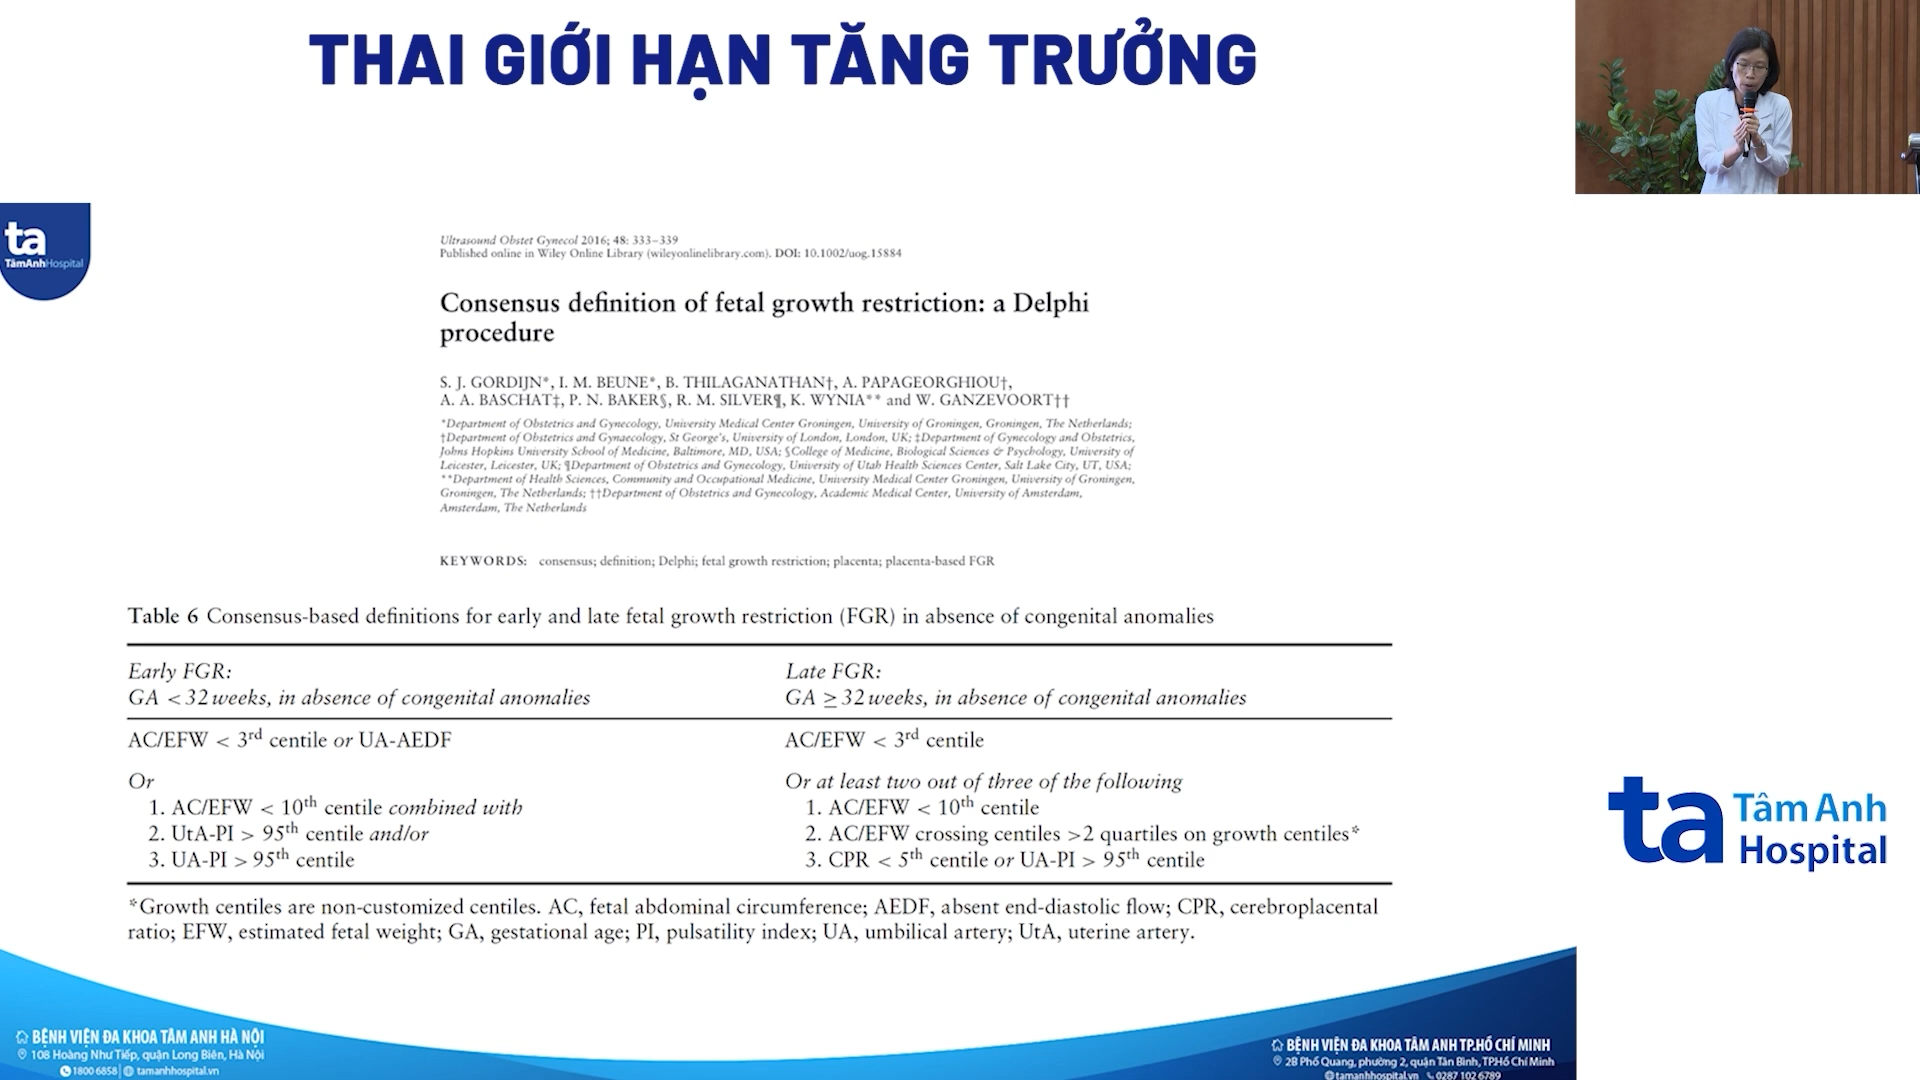 THAI GIỚI HẠN TĂNG TRƯỞNG
ta
TâmAnhHospital
Ultrasound Obstet Gynecol 2016; 48: 333–339
Published online in Wiley Online Library (wileyonlinelibrary.com). DOI: 10.1002/uog.15884
Consensus definition of fetal growth restriction: a Delphi
procedure
S. J. GORDIJN*, I. M. BEUNE*, B. THILAGANATHAN†, A. PAPAGEORGHIOU†,
A. A. BASCHAT‡, P. N. BAKER§, R. M. SILVER¶, K. WYNIA** and W. GANZEVOORT††
*Department of Obstetrics and Gynecology, University Medical Center Groningen, University of Groningen, Groningen, The Netherlands;
†Department of Obstetrics and Gynaecology, St George's, University of London, London, UK; ‡Department of Gynecology and Obstetrics,
Johns Hopkins University School of Medicine, Baltimore, MD, USA; §College of Medicine, Biological Sciences & Psychology, University of
Leicester, Leicester, UK; ¶Department of Obstetrics and Gynecology, University of Utah Health Sciences Center, Salt Lake City, UT, USA;
**Department of Health Sciences, Community and Occupational Medicine, University Medical Center Groningen, University of Groningen,
Groningen, The Netherlands; ††Department of Obstetrics and Gynecology, Academic Medical Center, University of Amsterdam,
Amsterdam, The Netherlands
KEYWORDS: consensus; definition; Delphi; fetal growth restriction; placenta; placenta-based FGR
Table 6 Consensus-based definitions for early and late fetal growth restriction (FGR) in absence of congenital anomalies
Early FGR:
GA < 32 weeks, in absence of congenital anomalies
Late FGR:
GA ≥ 32 weeks, in absence of congenital anomalies
AC/EFW < 3rd centile or UA-AEDF
Or
1. AC/EFW < 10th centile combined with
2. UtA-PI > 95th centile and/or
3. UA-PI > 95th centile
AC/EFW < 3rd centile
Or at least two out of three of the following
1. AC/EFW < 10th centile
2. AC/EFW crossing centiles >2 quartiles on growth centiles*
3. CPR < 5th centile or UA-PI > 95th centile
*Growth centiles are non-customized centiles. AC, fetal abdominal circumference; AEDF, absent end-diastolic flow; CPR, cerebroplacental
ratio; EFW, estimated fetal weight; GA, gestational age; PI, pulsatility index; UA, umbilical artery; UtA, uterine artery.
ta Tâm Anh
Hospital
BỆNH VIỆN ĐA KHOA TÂM ANH HÀ NỘI
108 Hoàng Như Tiếp, quận Long Biên, Hà Nội
1800 6858 | tamanhhospital.vn
BỆNH VIỆN ĐA KHOA TÂM ANH TP.HỒ CHÍ MINH
2B Phổ Quang, phường 2, quận Tân Bình, TP.Hồ Chí Minh
tamanhhospital.vn 0287 102 6789